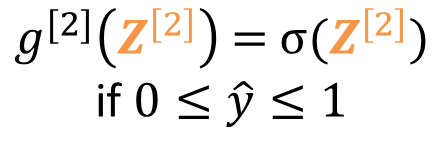 g^[2](Z^[2]) = σ(Z^[2])
if 0 ≤ ŷ ≤ 1